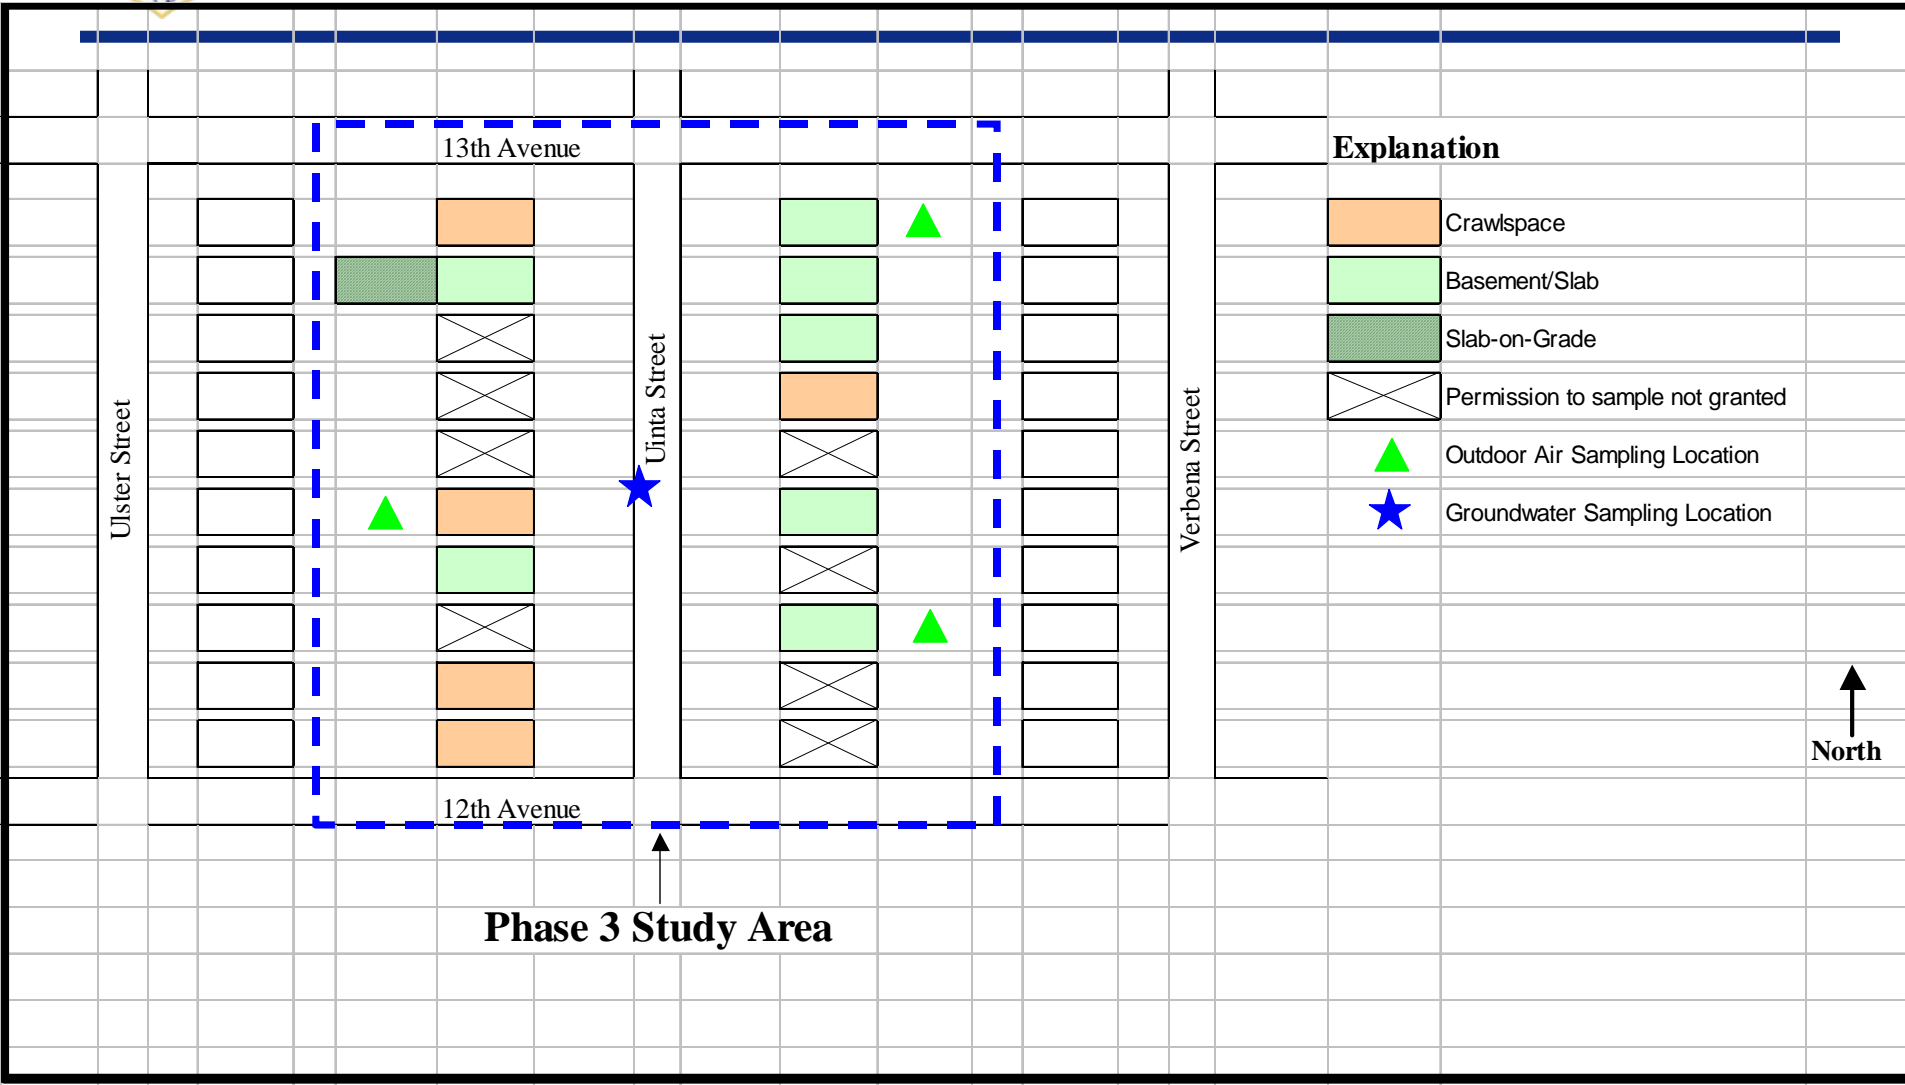 13th Avenue
Explanation
Crawlspace
Basement/Slab
Slab-on-Grade
Permission to sample not granted
Outdoor Air Sampling Location
Groundwater Sampling Location
Ulster Street
Uinta Street
Verbena Street
North
12th Avenue
Phase 3 Study Area